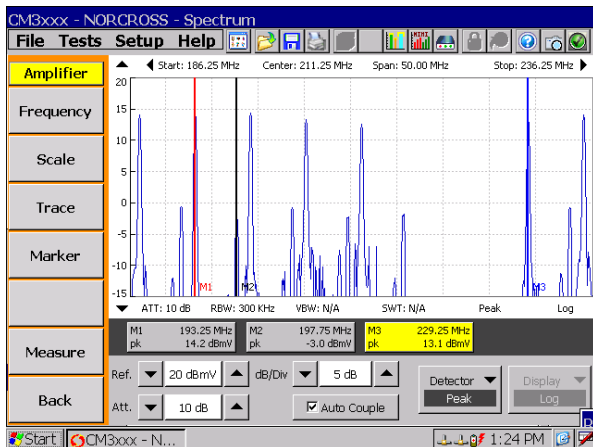 CM3xxx - NORCROSS - Spectrum
File Tests Setup Help
Amplifier
Frequency
Scale
Trace
Marker
Measure
Back
Start: 186.25 MHz Center: 211.25 MHz Span: 50.00 MHz Stop: 236.25 MHz
20
15
10
5
0
-5
-10
-15
M1 M2 M3
ATT: 10 dB RBW: 300 KHz VBW: N/A SWT: N/A Peak Log
M1 193.25 MHz M2 197.75 MHz M3 229.25 MHz
pk 14.2 dBmV pk -3.0 dBmV pk 13.1 dBmV
Ref. 20 dBmV dB/Div 5 dB Detector Display
Peak Log
Att. 10 dB Auto Couple
Start CM3xxx - N... 1:24 PM